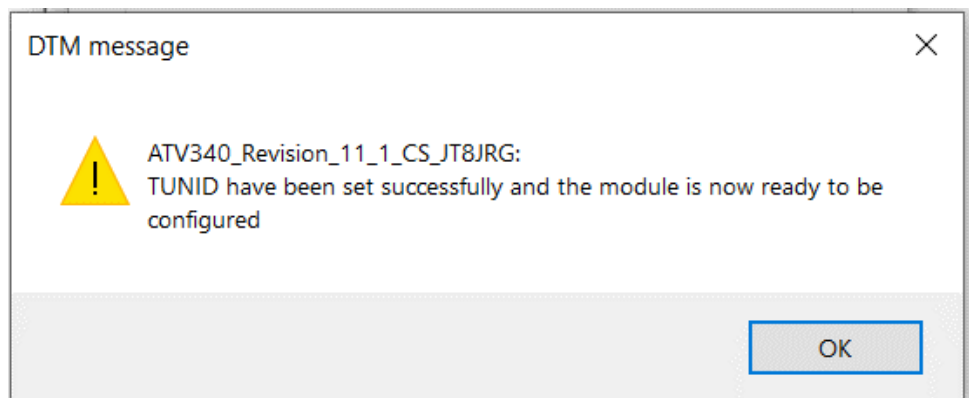 DTM message
ATV340_Revision_11_1_CS_JT8JRG:
TUNID have been set successfully and the module is now ready to be
configured
OK